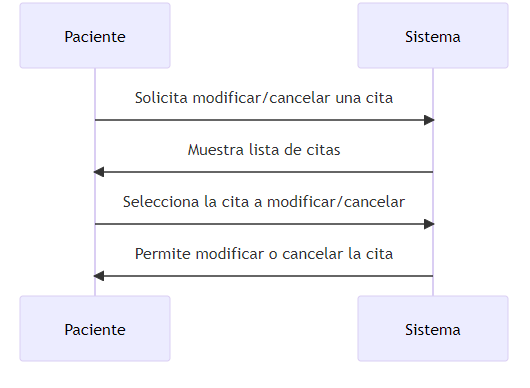 Paciente
Sistema
Solicita modificar/cancelar una cita
Muestra lista de citas
Selecciona la cita a modificar/cancelar
Permite modificar o cancelar la cita
Paciente
Sistema